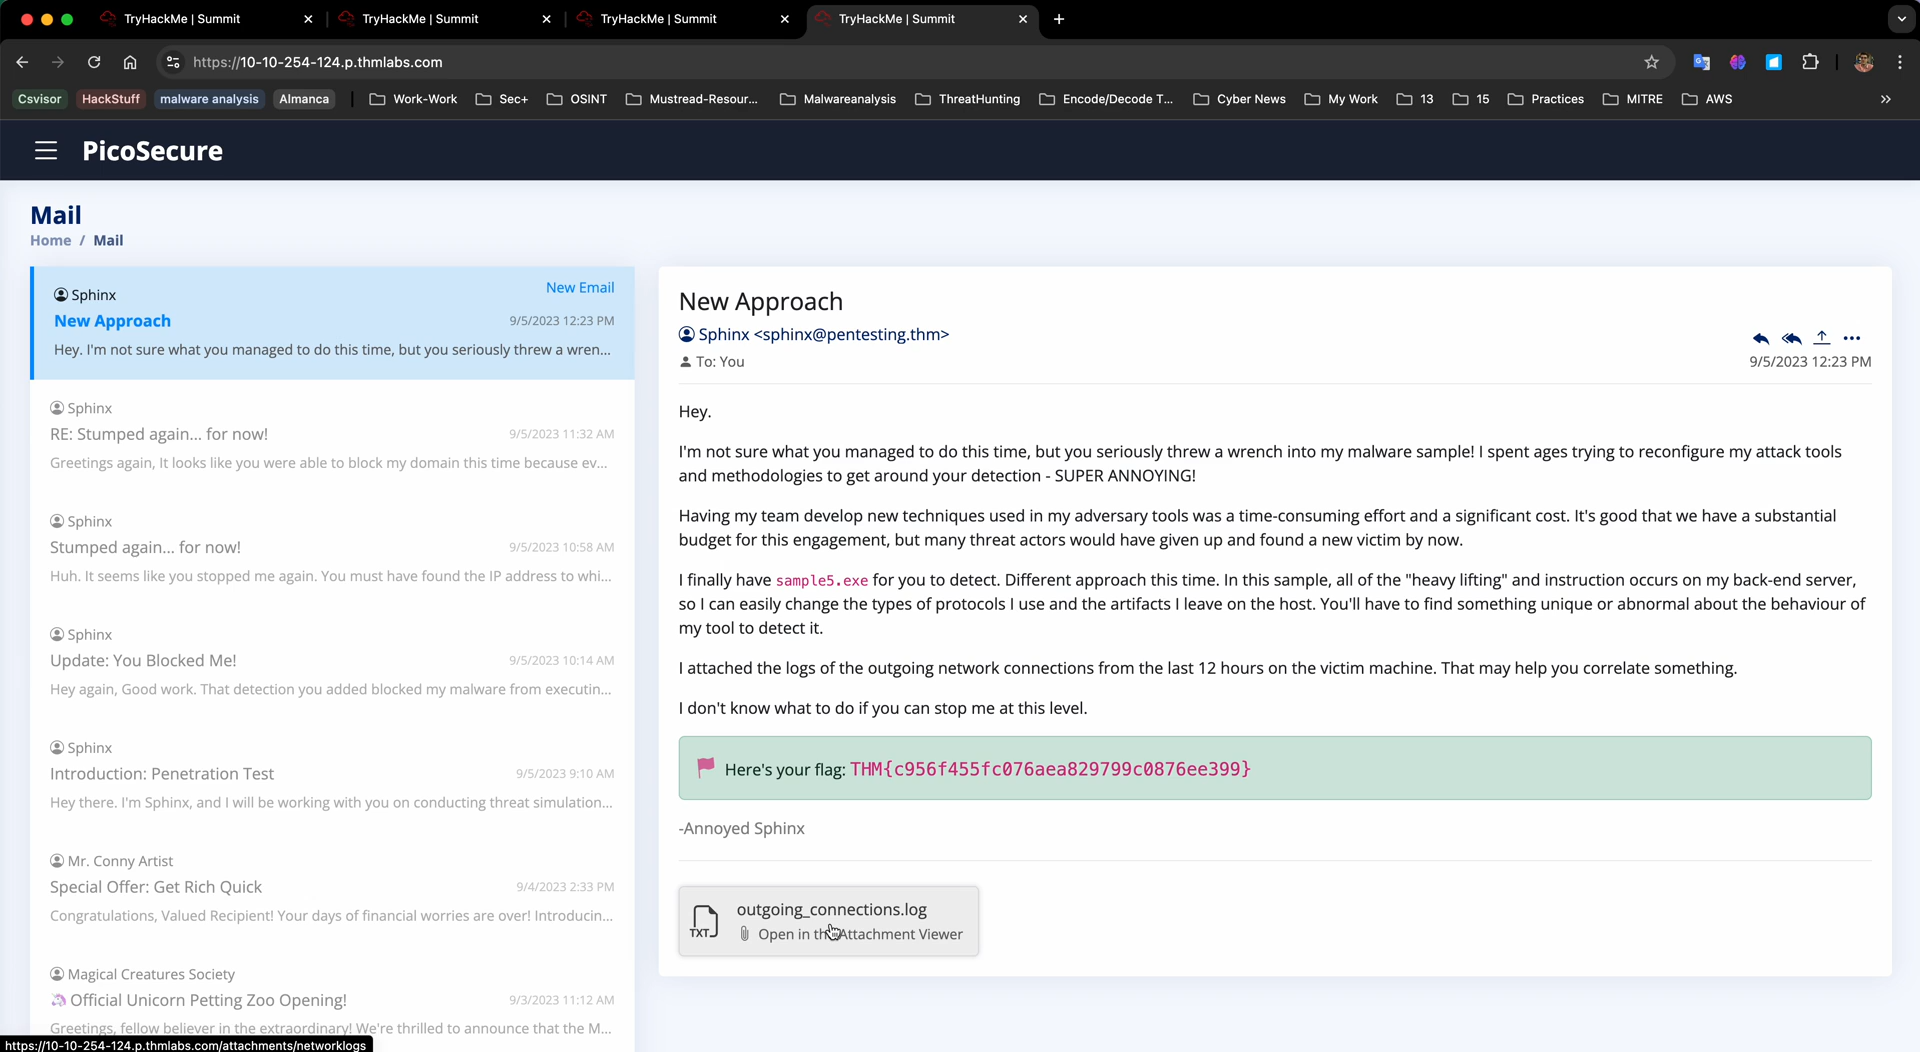 TryHackMe | Summit
TryHackMe | Summit
TryHackMe | Summit
TryHackMe | Summit
https://10-10-254-124.p.thmlabs.com
Csvisor HackStuff malware analysis Almanca Work-Work Sec+ OSINT Mustread-Resour... Malwareanalysis ThreatHunting Encode/Decode T... Cyber News My Work 13 15 Practices MITRE AWS »
PicoSecure
Mail
Home / Mail
Sphinx New Email
New Approach 9/5/2023 12:23 PM
Hey. I'm not sure what you managed to do this time, but you seriously threw a wren...
Sphinx
RE: Stumped again... for now! 9/5/2023 11:32 AM
Greetings again, It looks like you were able to block my domain this time because ev...
Sphinx
Stumped again... for now! 9/5/2023 10:58 AM
Huh. It seems like you stopped me again. You must have found the IP address to whi...
Sphinx
Update: You Blocked Me! 9/5/2023 10:14 AM
Hey again, Good work. That detection you added blocked my malware from executin...
Sphinx
Introduction: Penetration Test 9/5/2023 9:10 AM
Hey there. I'm Sphinx, and I will be working with you on conducting threat simulation...
Mr. Conny Artist
Special Offer: Get Rich Quick 9/4/2023 2:33 PM
Congratulations, Valued Recipient! Your days of financial worries are over! Introducin...
Magical Creatures Society
🦄 Official Unicorn Petting Zoo Opening! 9/3/2023 11:12 AM
Greetings, fellow believer in the extraordinary! We're thrilled to announce that the M...
New Approach
Sphinx <sphinx@pentesting.thm>
To: You
9/5/2023 12:23 PM
Hey.
I'm not sure what you managed to do this time, but you seriously threw a wrench into my malware sample! I spent ages trying to reconfigure my attack tools
and methodologies to get around your detection - SUPER ANNOYING!
Having my team develop new techniques used in my adversary tools was a time-consuming effort and a significant cost. It's good that we have a substantial
budget for this engagement, but many threat actors would have given up and found a new victim by now.
I finally have sample5.exe for you to detect. Different approach this time. In this sample, all of the "heavy lifting" and instruction occurs on my back-end server,
so I can easily change the types of protocols I use and the artifacts I leave on the host. You'll have to find something unique or abnormal about the behaviour of
my tool to detect it.
I attached the logs of the outgoing network connections from the last 12 hours on the victim machine. That may help you correlate something.
I don't know what to do if you can stop me at this level.
Here's your flag: THM{c956f455fc076aea829799c0876ee399}
-Annoyed Sphinx
TXT
outgoing_connections.log
Open in the Attachment Viewer
https://10-10-254-124.p.thmlabs.com/attachments/networklogs